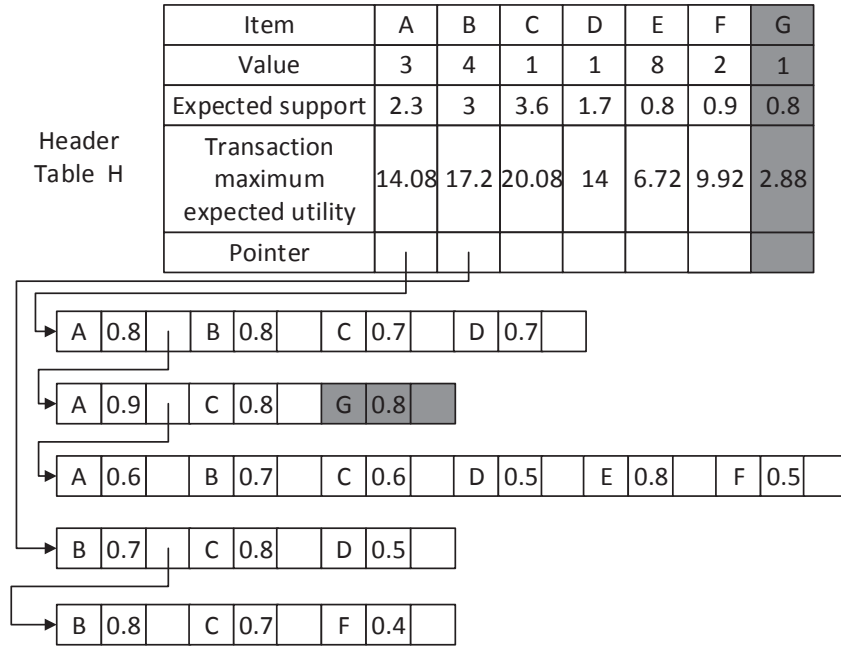 Item A B C D E F G
Value 3 4 1 1 8 2 1
Expected support 2.3 3 3.6 1.7 0.8 0.9 0.8
Header
Table H
Transaction
maximum
expected utility
14.08 17.2 20.08 14 6.72 9.92 2.88
Pointer
A 0.8 B 0.8 C 0.7 D 0.7
A 0.9 C 0.8 G 0.8
A 0.6 B 0.7 C 0.6 D 0.5 E 0.8 F 0.5
B 0.7 C 0.8 D 0.5
B 0.8 C 0.7 F 0.4